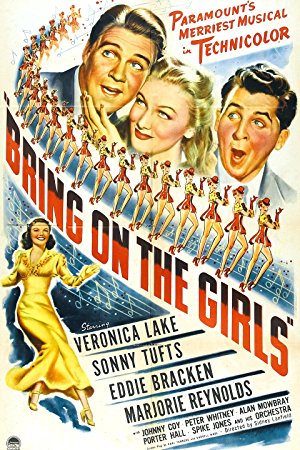 PARAMOUNT'S
MERRIEST MUSICAL
in TECHNICOLOR
"BRING ON THE GIRLS"
Starring
VERONICA LAKE
SONNY TUFTS
EDDIE BRACKEN
MARJORIE REYNOLDS
with JOHNNY COY · PETER WHITNEY · ALAN MOWBRAY
PORTER HALL · SPIKE JONES AND HIS ORCHESTRA
Directed by Sidney Lanfield